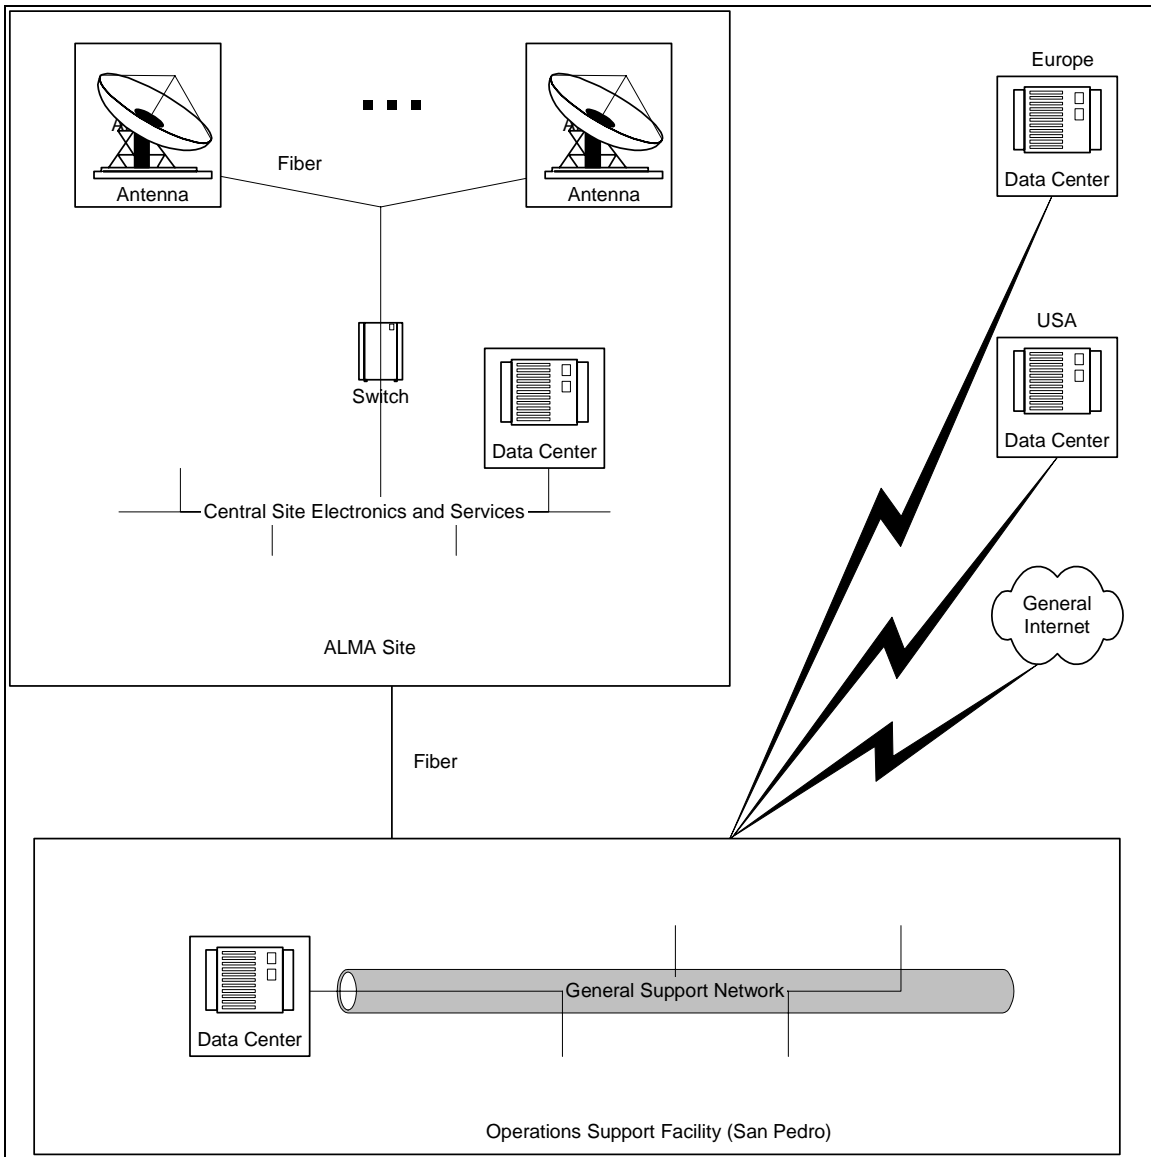 Europe
Data Center
Fiber
Antenna
Antenna
USA
Data Center
Switch
Data Center
Central Site Electronics and Services
General
Internet
ALMA Site
Fiber
General Support Network
Data Center
Operations Support Facility (San Pedro)